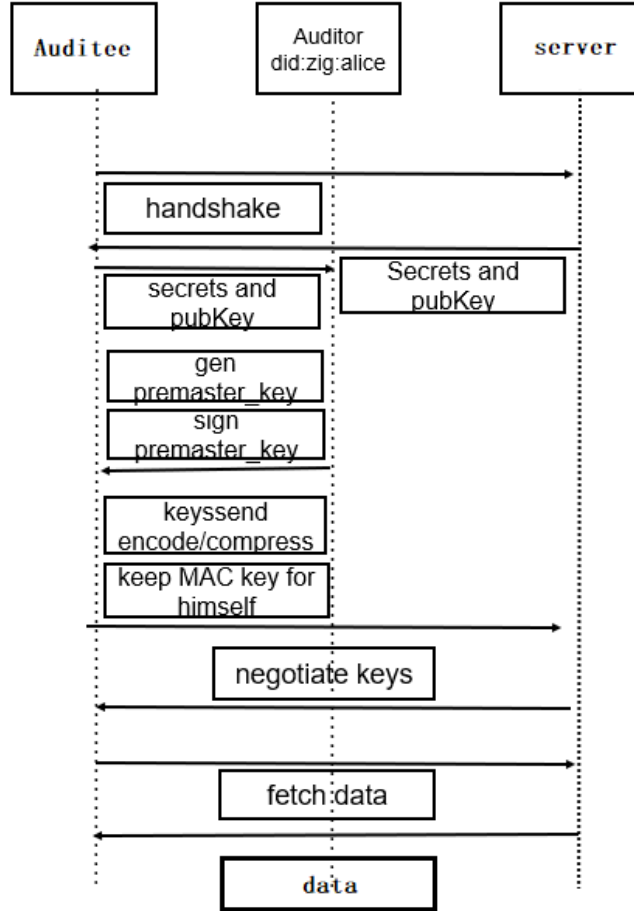 Auditee
Auditor
did:zig:alice
server
handshake
secrets and
pubKey
Secrets and
pubKey
gen
premaster_key
sign
premaster_key
keyssend
encode/compress
keep MAC key for
himself
negotiate keys
fetch data
data